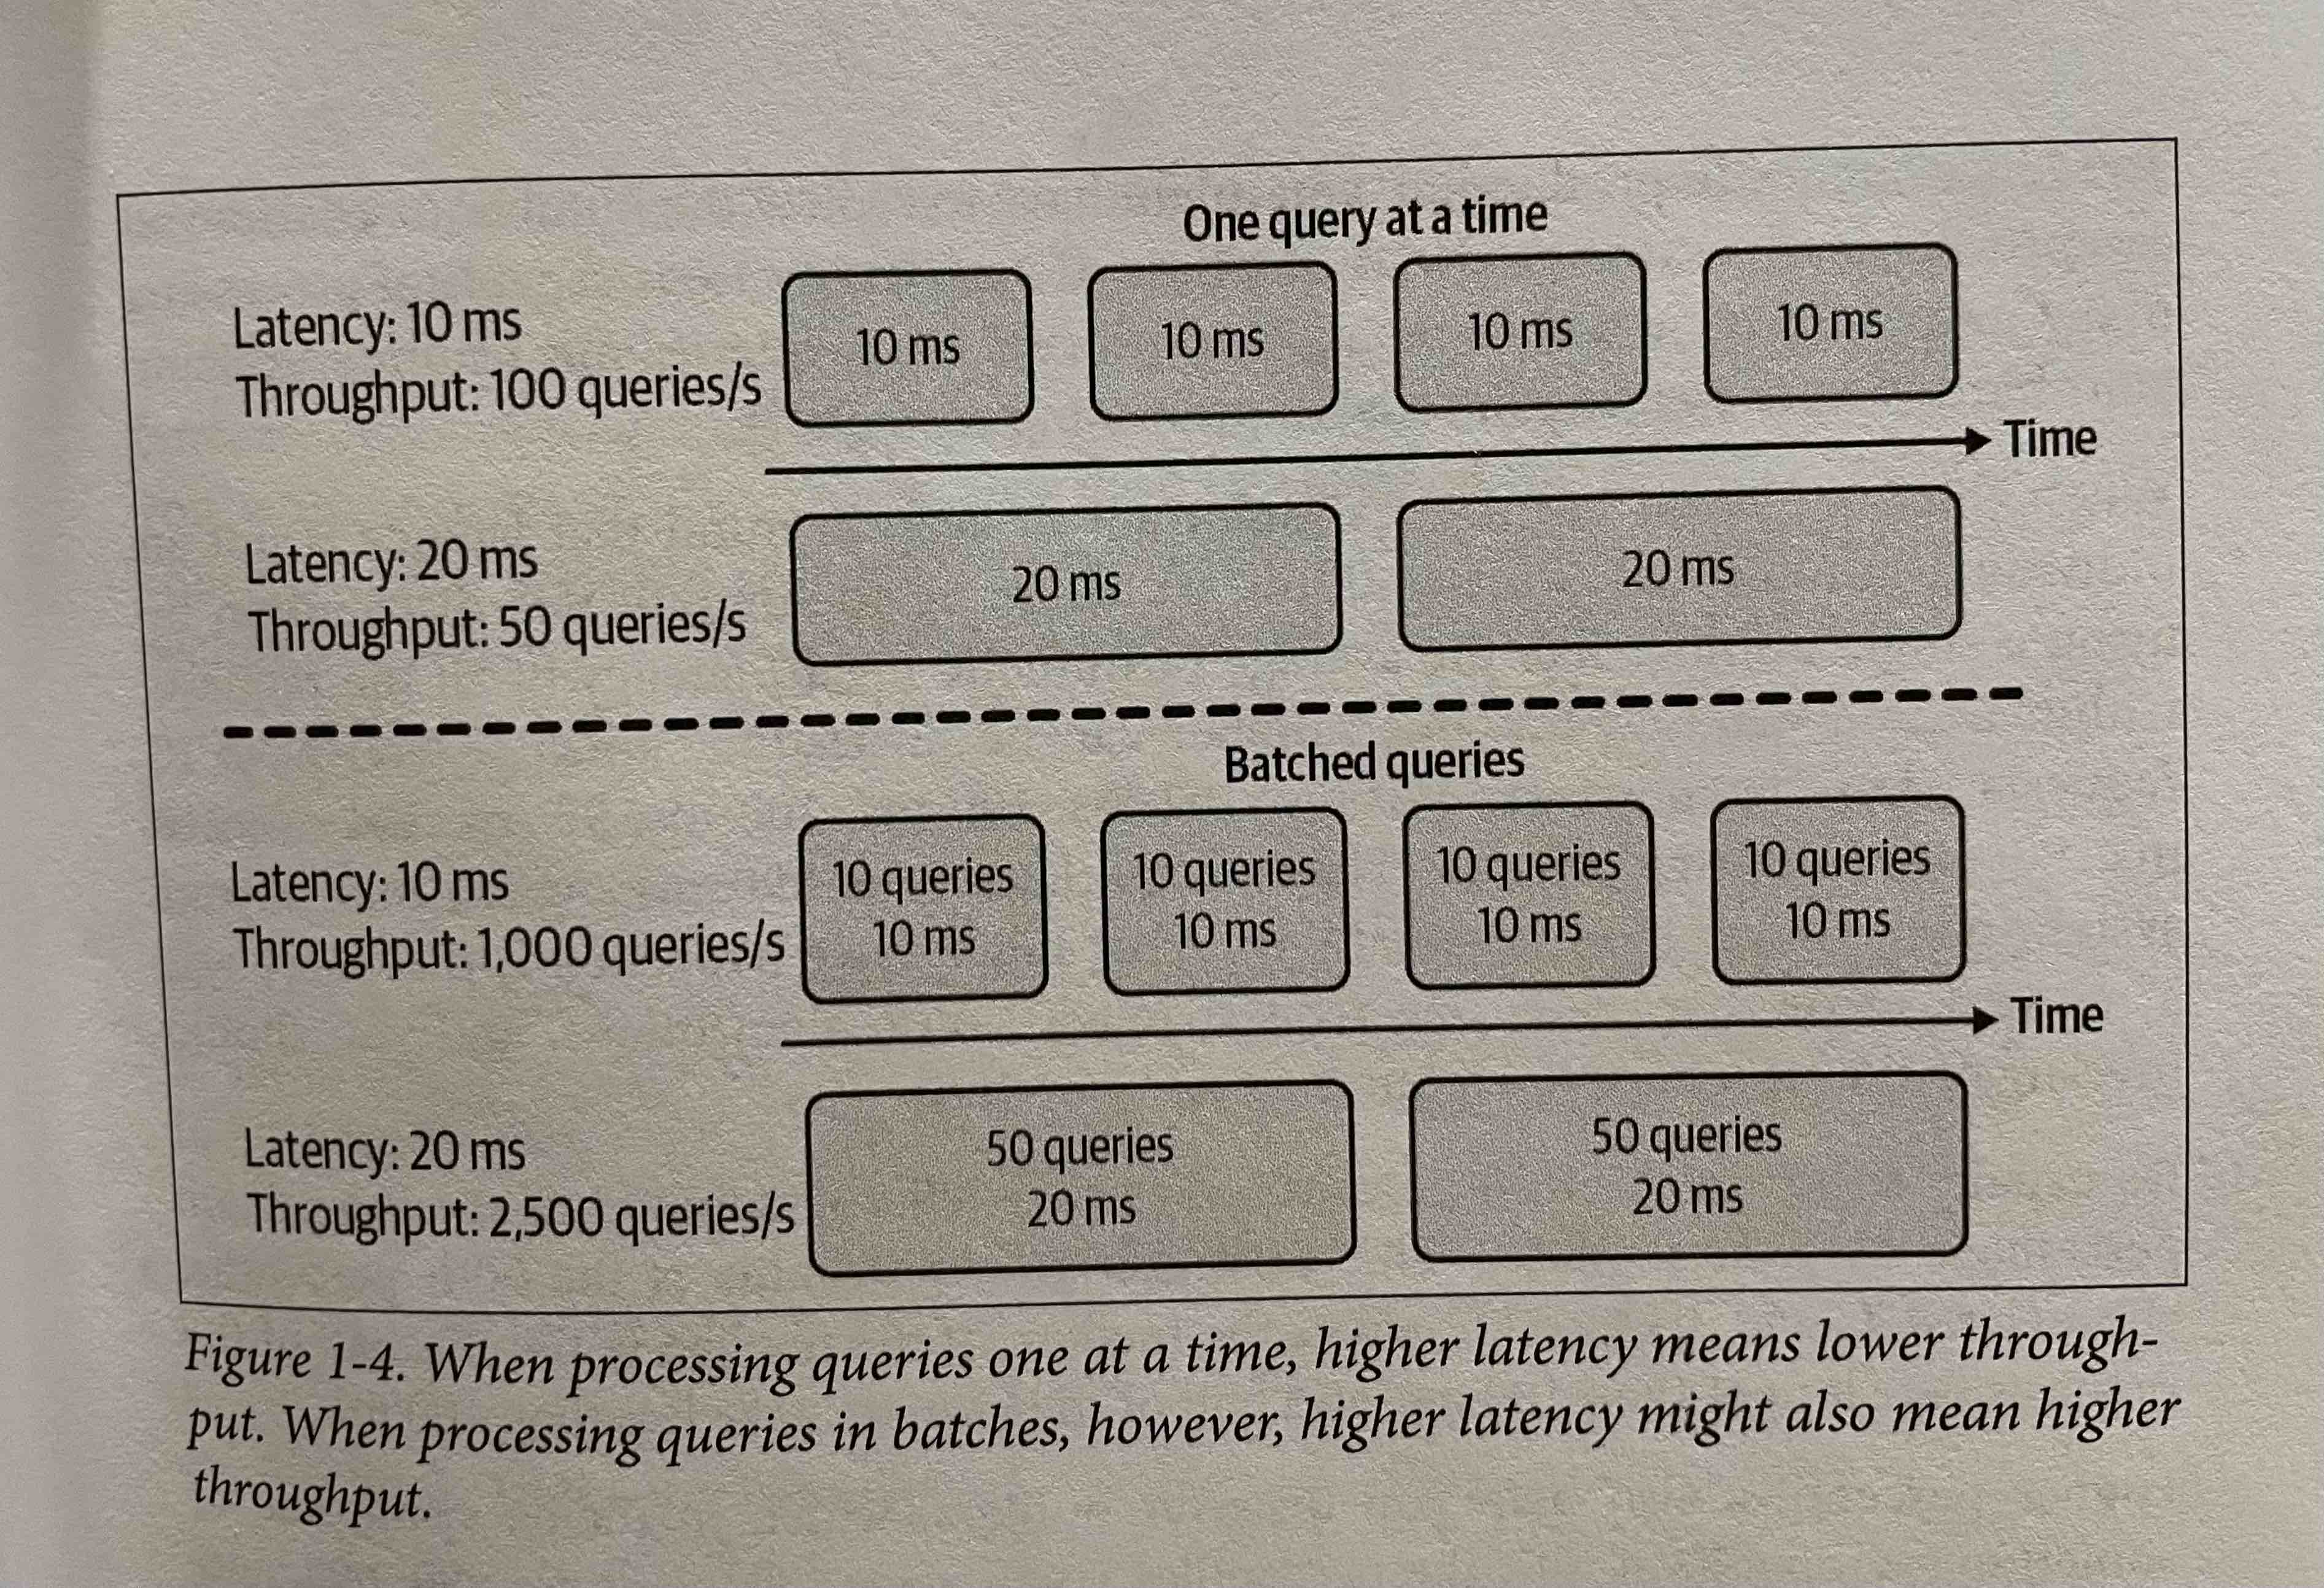 One query at a time
Latency: 10 ms
Throughput: 100 queries/s
10 ms
10 ms
10 ms
10 ms
Time
Latency: 20 ms
Throughput: 50 queries/s
20 ms
20 ms
Batched queries
Latency: 10 ms
Throughput: 1,000 queries/s
10 queries
10 ms
10 queries
10 ms
10 queries
10 ms
10 queries
10 ms
Time
Latency: 20 ms
Throughput: 2,500 queries/s
50 queries
20 ms
50 queries
20 ms
Figure 1-4. When processing queries one at a time, higher latency means lower through-
put. When processing queries in batches, however, higher latency might also mean higher
throughput.